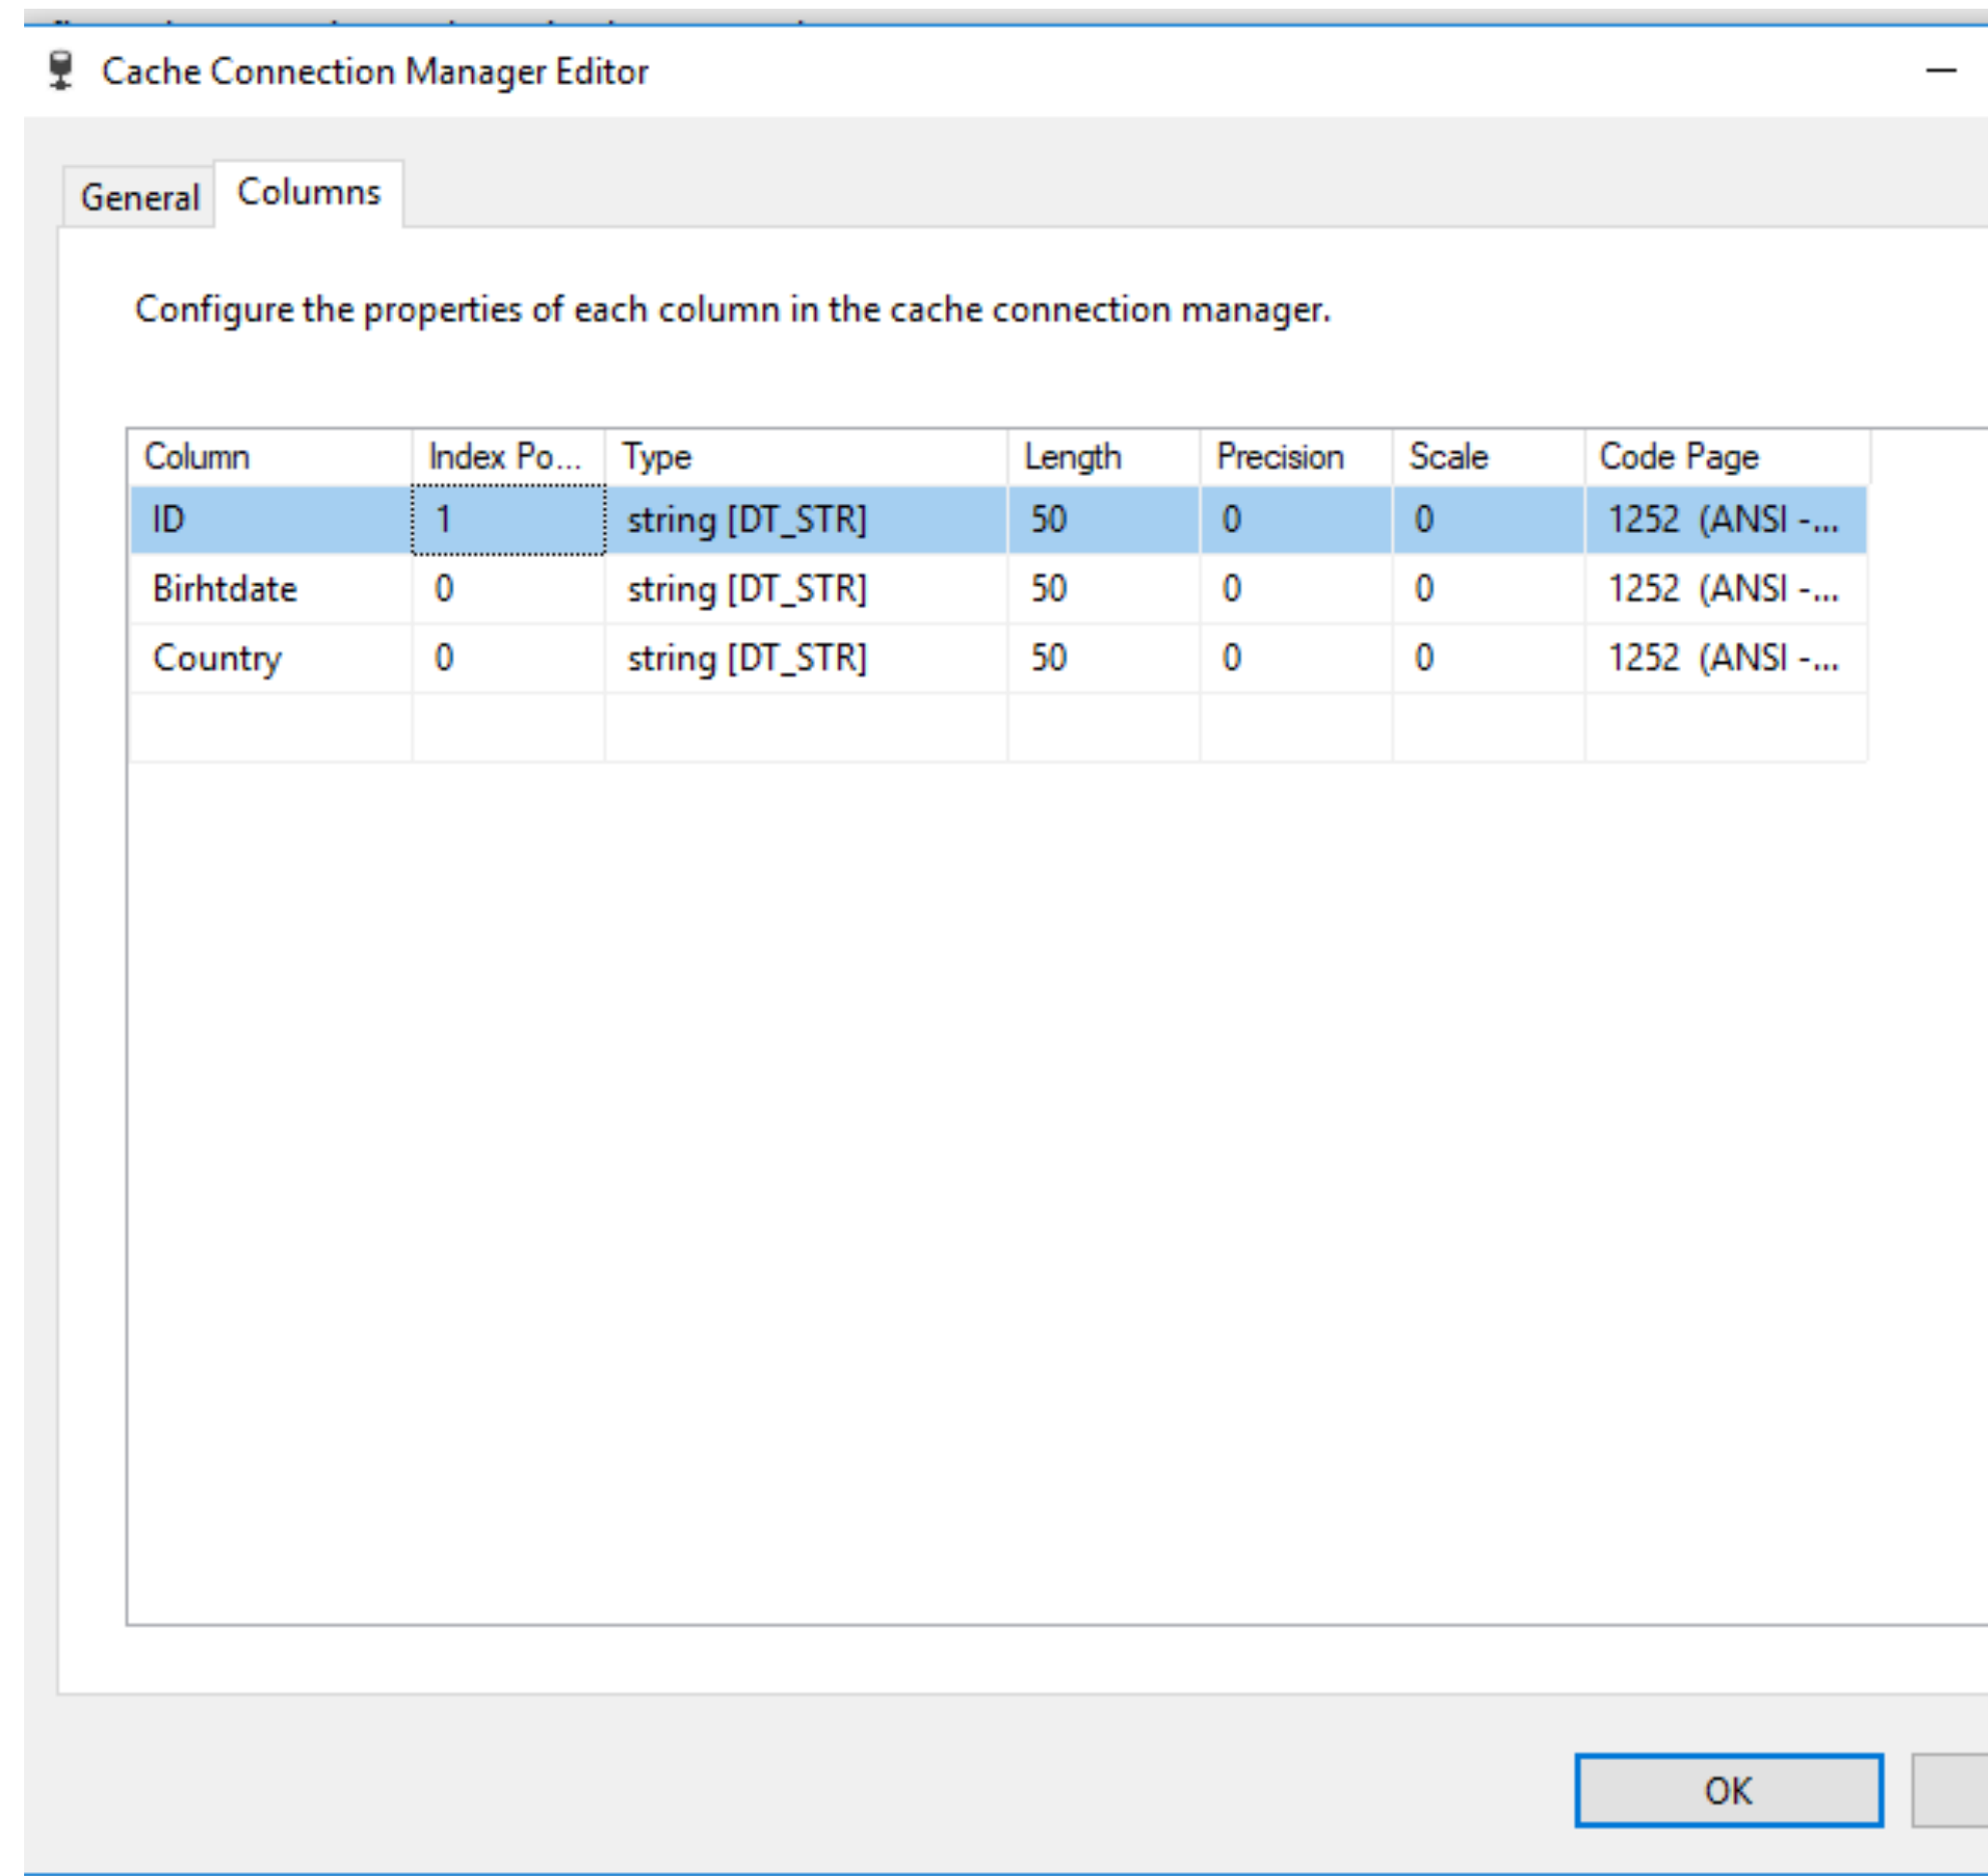 Cache Connection Manager Editor
General Columns
Configure the properties of each column in the cache connection manager.
Column Index Po... Type Length Precision Scale Code Page
ID 1 string [DT_STR] 50 0 0 1252 (ANSI -...
Birhtdate 0 string [DT_STR] 50 0 0 1252 (ANSI -...
Country 0 string [DT_STR] 50 0 0 1252 (ANSI -...
OK